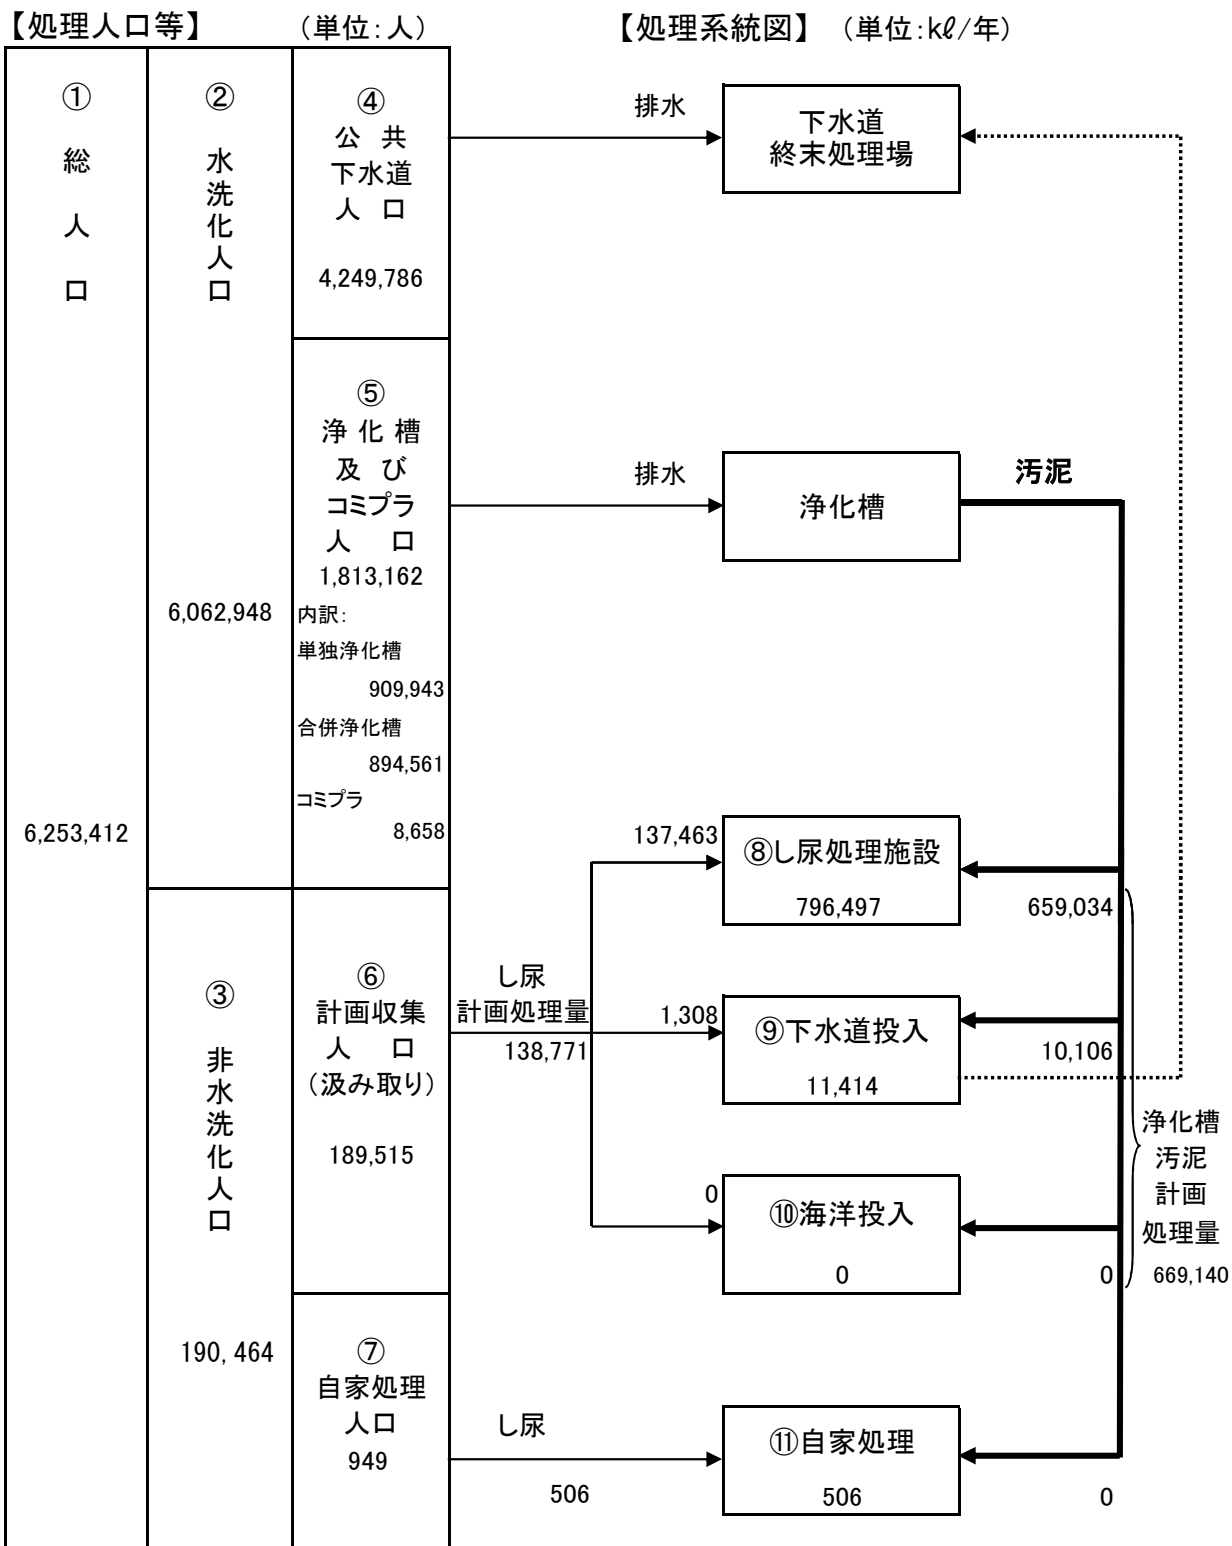 【処理人口等】 （単位：人） 【処理系統図】 （単位：kℓ/年）
①
総人口
6,253,412
②
水洗化人口
6,062,948
③
非水洗化人口
190,464
④
公共
下水道
人口
4,249,786
⑤
浄化槽
及び
コミプラ
人口
1,813,162
内訳：
単独浄化槽
909,943
合併浄化槽
894,561
コミプラ
8,658
⑥
計画収集
人口
（汲み取り）
189,515
⑦
自家処理
人口
949
排水
下水道
終末処理場
排水
浄化槽
汚泥
137,463
⑧し尿処理施設
796,497
659,034
し尿
計画処理量
138,771
1,308
⑨下水道投入
11,414
10,106
0
⑩海洋投入
0
0
浄化槽
汚泥
計画
処理量
669,140
し尿
506
⑪自家処理
506
0